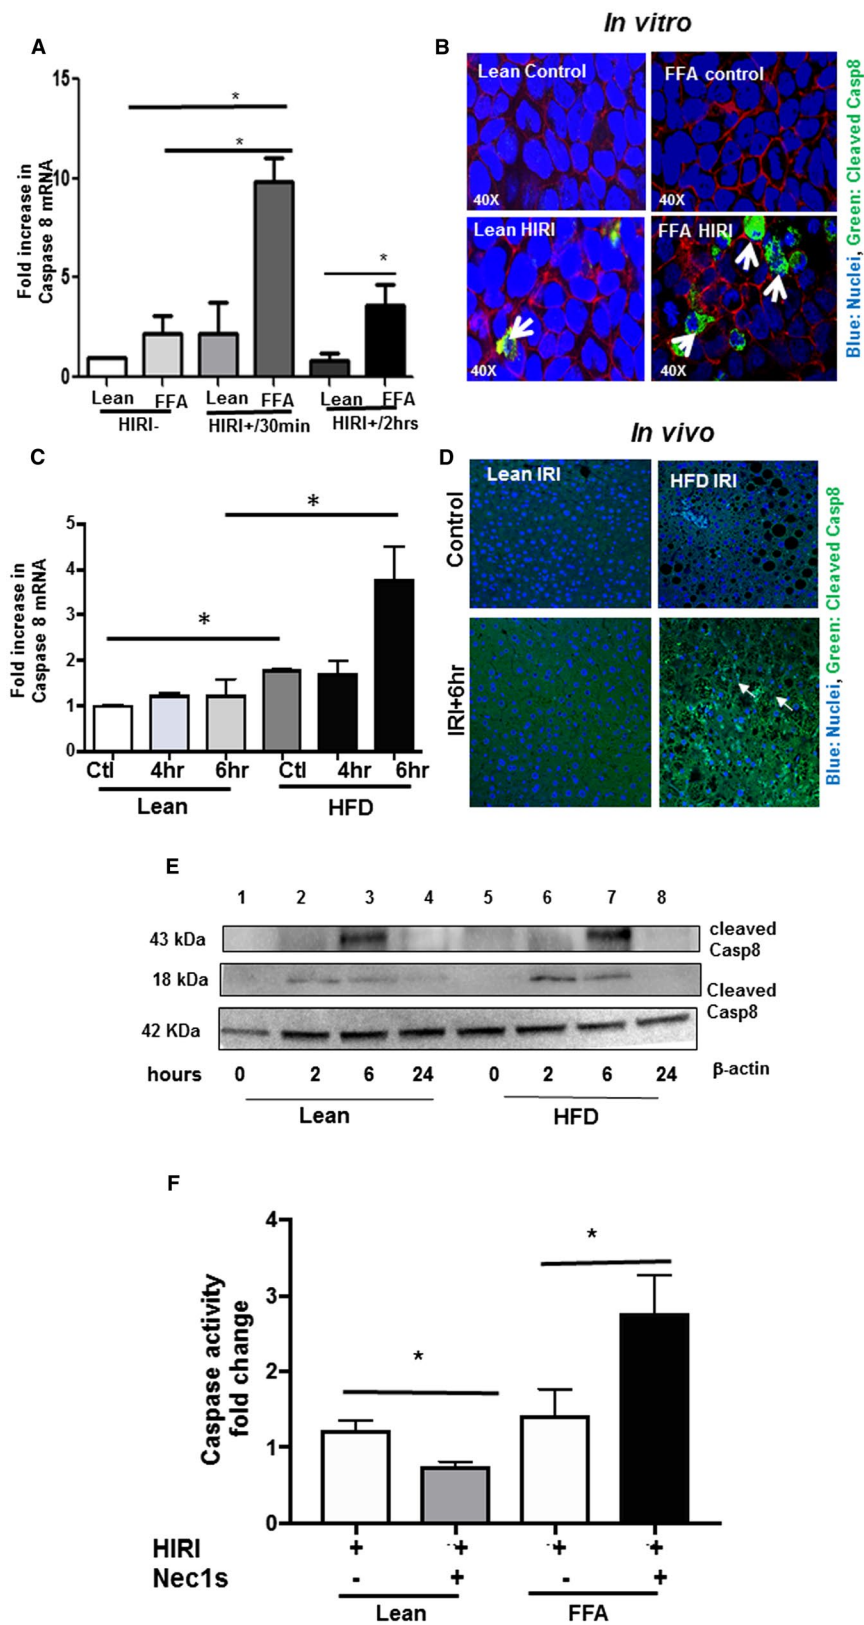 In vitro
A
15
10
5
0
Fold increase in
Caspase 8 mRNA
*
*
*
Lean FFA Lean FFA Lean FFA
HIRI- HIRI+/30min HIRI+/2hrs
B
Lean Control
40X
FFA control
40X
Lean HIRI
40X
FFA HIRI
40X
Blue: Nuclei, Green: Cleaved Casp8
In vivo
C
5
4
3
2
1
0
Fold increase in
Caspase 8 mRNA
*
*
Ctl 4hr 6hr Ctl 4hr 6hr
Lean HFD
D
Lean IRI
HFD IRI
Control
IRI+6hr
Blue: Nuclei, Green: Cleaved Casp8
E
1 2 3 4 5 6 7 8
43 kDa
cleaved
Casp8
18 kDa
Cleaved
Casp8
42 KDa
β-actin
hours 0 2 6 24 0 2 6 24
Lean HFD
F
4
3
2
1
0
Caspase activity
fold change
*
*
HIRI + + + +
Nec1s - + - +
Lean FFA